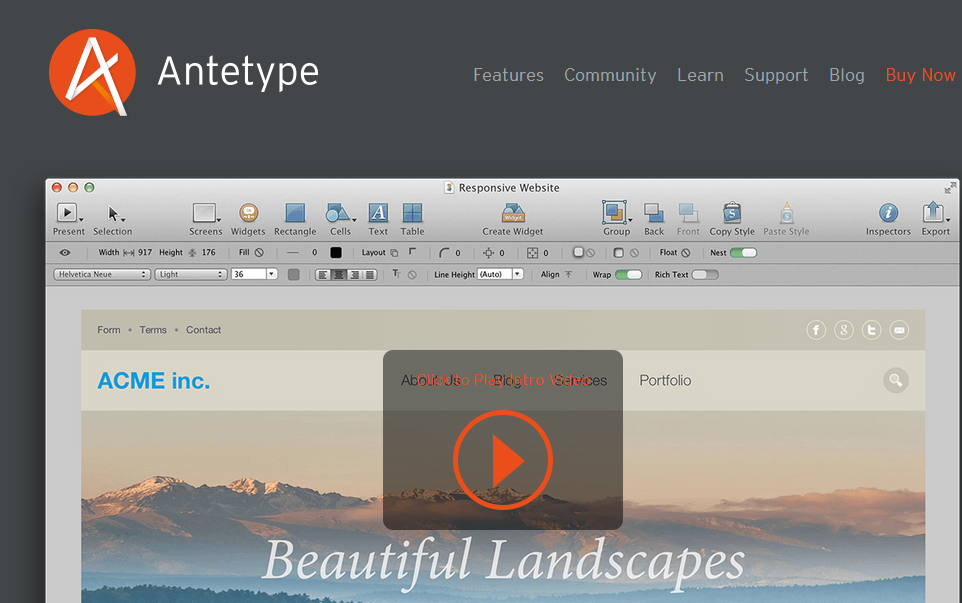 Antetype
Features Community Learn Support Blog Buy Now
Responsive Website
Present Selection Screens Widgets Rectangle Cells Text Table Create Widget Group Back Front Copy Style Paste Style Inspectors Export
Width 917 Height 176 Fill 0 Layout 0 0 0 Float Nest
Helvetica Neue Light 36 Line Height (Auto) Align Wrap Rich Text
Form • Terms • Contact
ACME inc. About Us Blog Services Portfolio
Click to Play Intro Video
Beautiful Landscapes